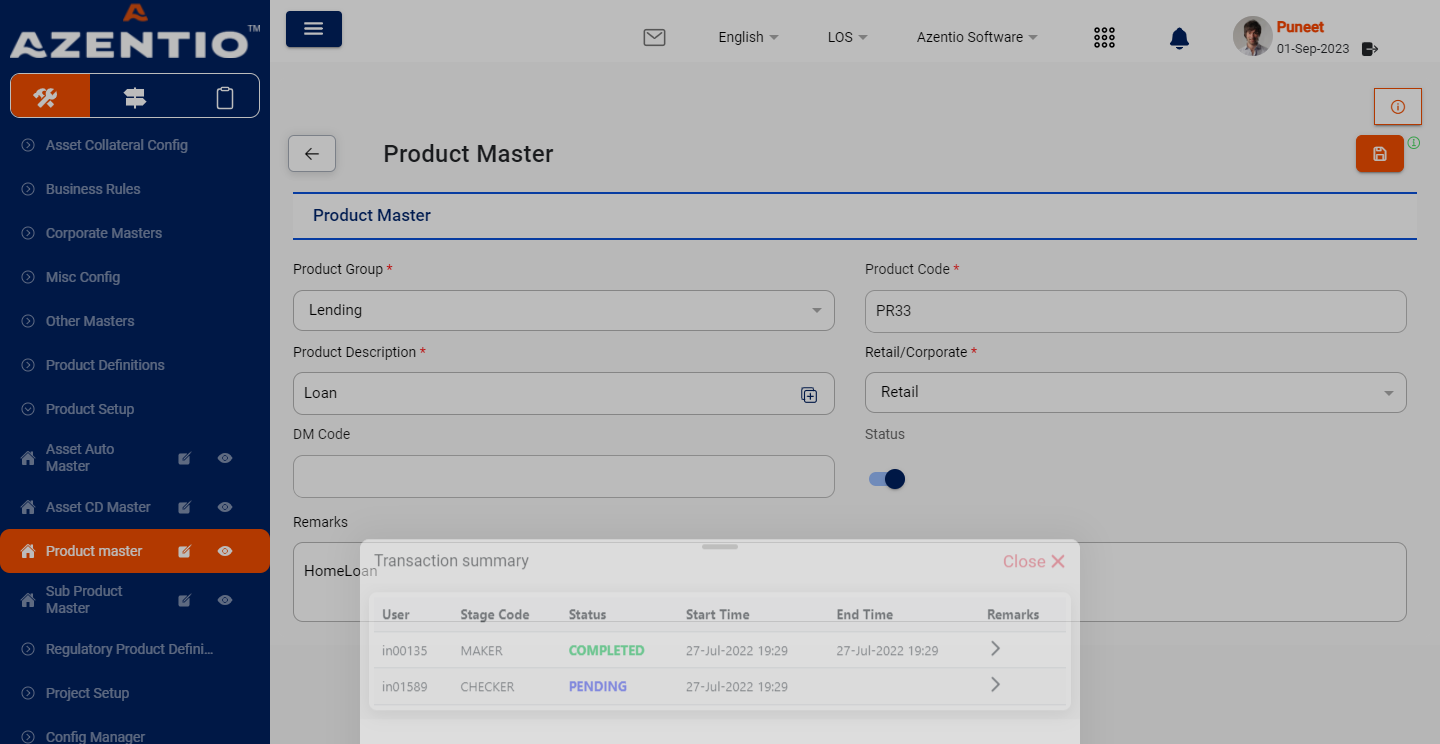 AZENTIO™
English
LOS
Azentio Software
Puneet
01-Sep-2023
Asset Collateral Config
Business Rules
Corporate Masters
Misc Config
Other Masters
Product Definitions
Product Setup
Asset Auto
Master
Asset CD Master
Product master
Sub Product
Master
Regulatory Product Defini...
Project Setup
Config Manager
Product Master
Product Master
Product Group *
Product Code *
Lending
PR33
Product Description *
Retail/Corporate *
Loan
Retail
DM Code
Status
Remarks
HomeLoan
Transaction summary
Close
User Stage Code Status Start Time End Time Remarks
in00135 MAKER COMPLETED 27-Jul-2022 19:29 27-Jul-2022 19:29
in01589 CHECKER PENDING 27-Jul-2022 19:29